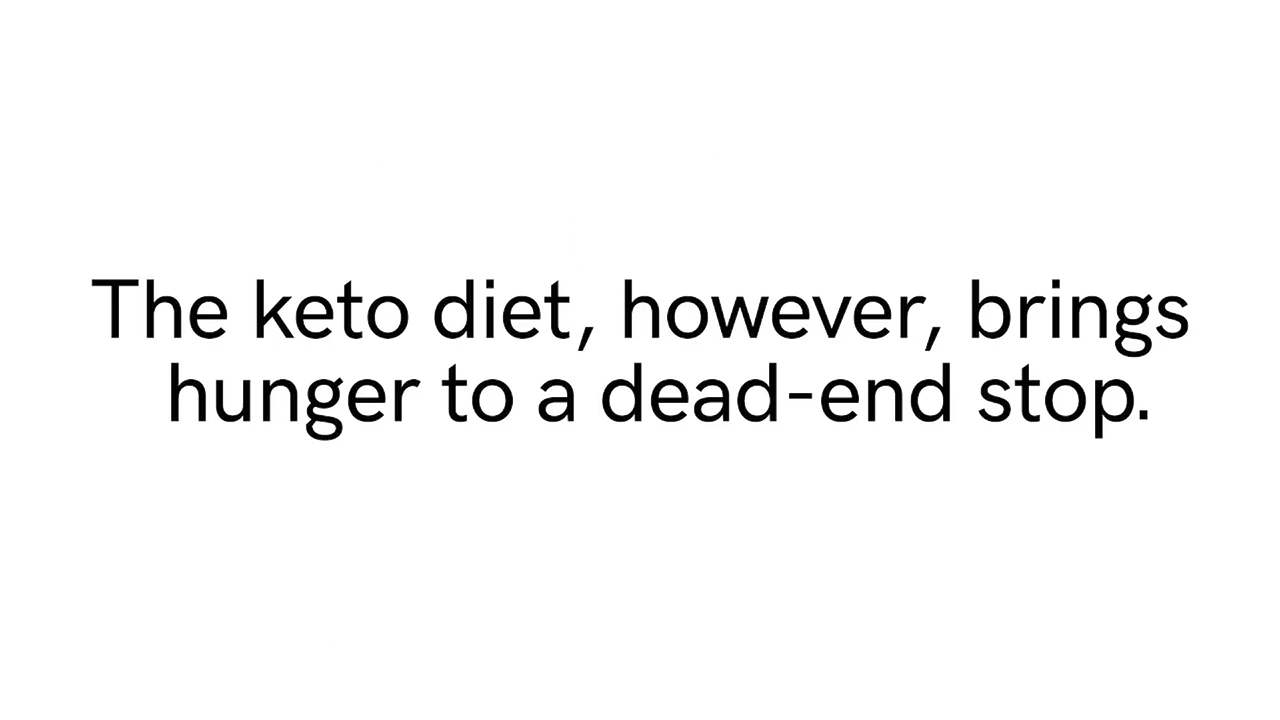 The keto diet, however, brings
hunger to a dead-end stop.